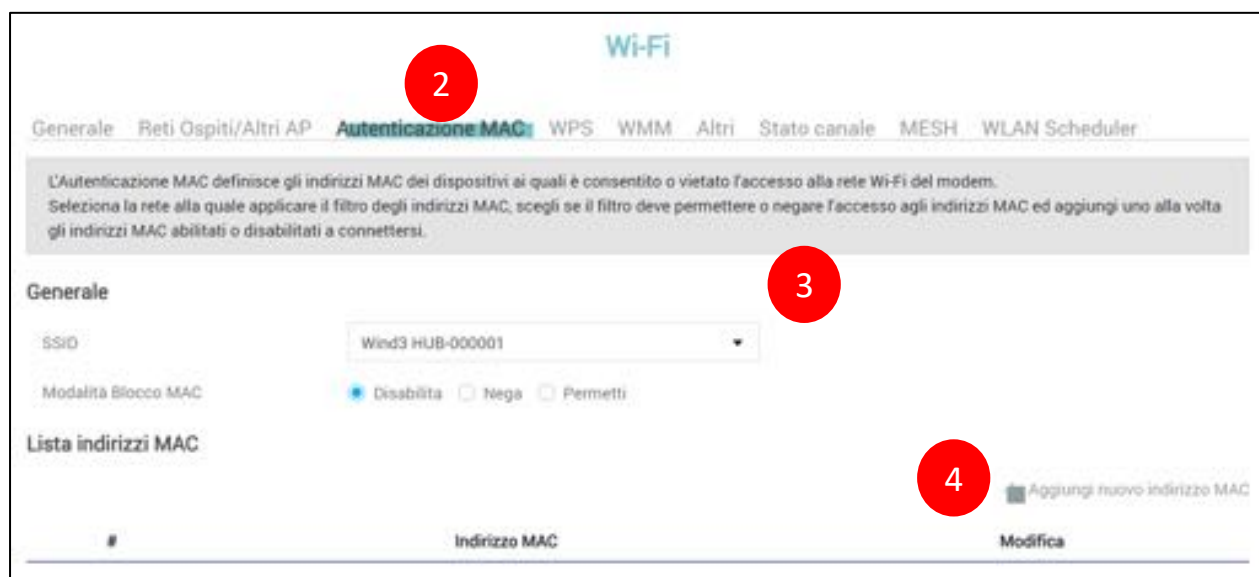 Wi-Fi
2
Generale Reti Ospiti/Altri AP Autenticazione MAC WPS WMM Altri Stato canale MESH WLAN Scheduler
L'Autenticazione MAC definisce gli indirizzi MAC dei dispositivi ai quali è consentito o vietato l'accesso alla rete Wi-Fi del modem.
Seleziona la rete alla quale applicare il filtro degli indirizzi MAC, scegli se il filtro deve permettere o negare l'accesso agli indirizzi MAC ed aggiungi uno alla volta
gli indirizzi MAC abilitati o disabilitati a connettersi.
3
Generale
SSID Wind3 HUB-000001
Modalità Blocco MAC Disabilita Nega Permetti
Lista indirizzi MAC
4
Aggiungi nuovo indirizzo MAC
# Indirizzo MAC Modifica